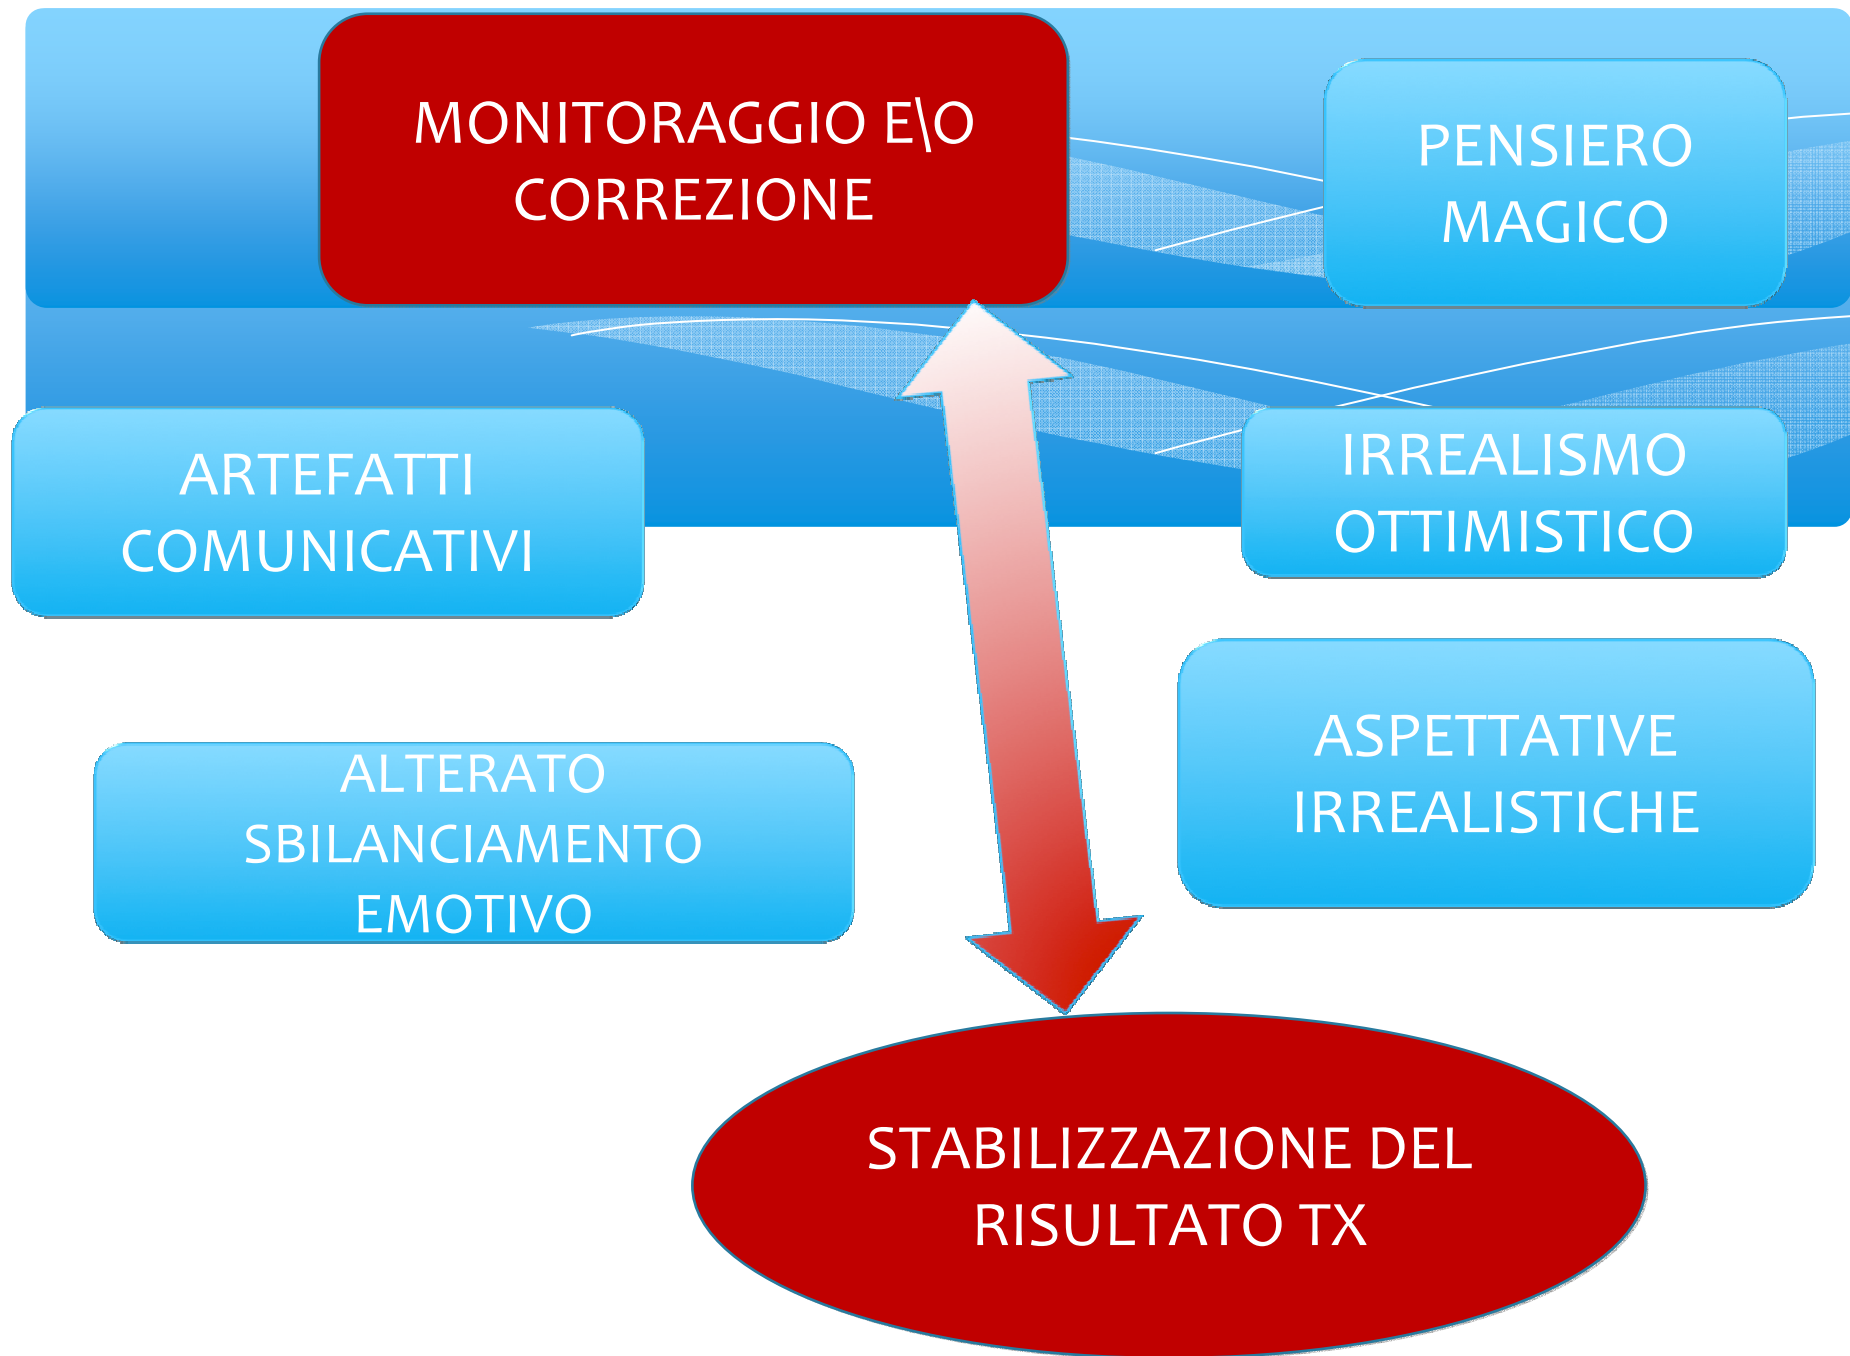 MONITORAGGIO E\O
CORREZIONE
PENSIERO
MAGICO
ARTEFATTI
COMUNICATIVI
IRREALISMO
OTTIMISTICO
ALTERATO
SBILANCIAMENTO
EMOTIVO
ASPETTATIVE
IRREALISTICHE
STABILIZZAZIONE DEL
RISULTATO TX